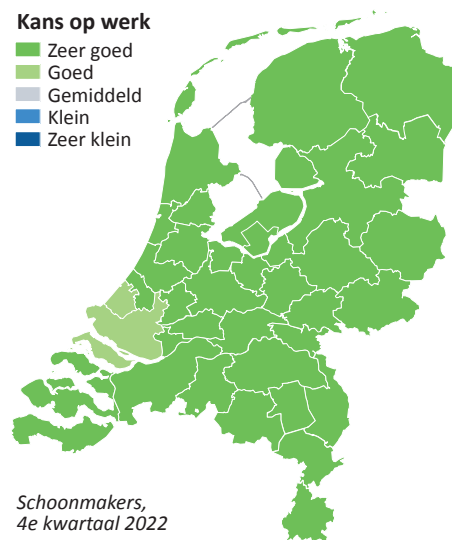 Kans op werk
Zeer goed
Goed
Gemiddeld
Klein
Zeer klein
Schoonmakers,
4e kwartaal 2022